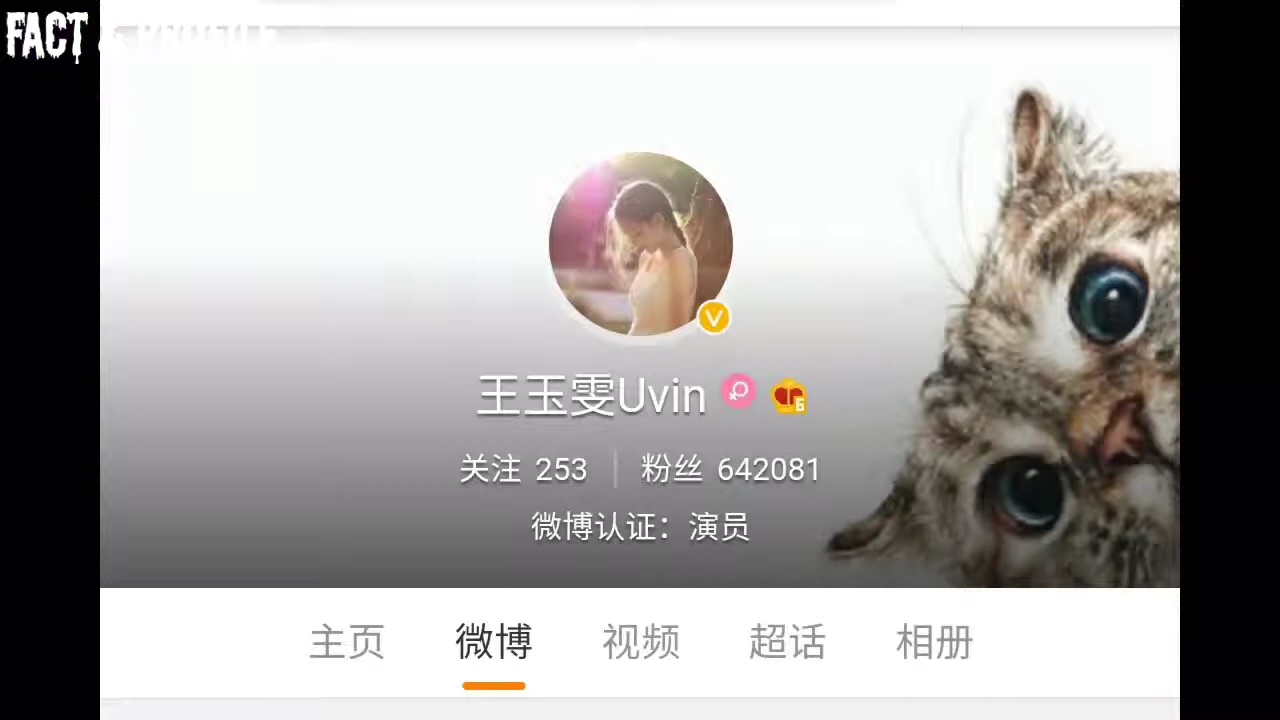 FACT & PROFILE
王玉雯Uvin
关注 253 | 粉丝 642081
微博认证：演员
主页 微博 视频 超话 相册